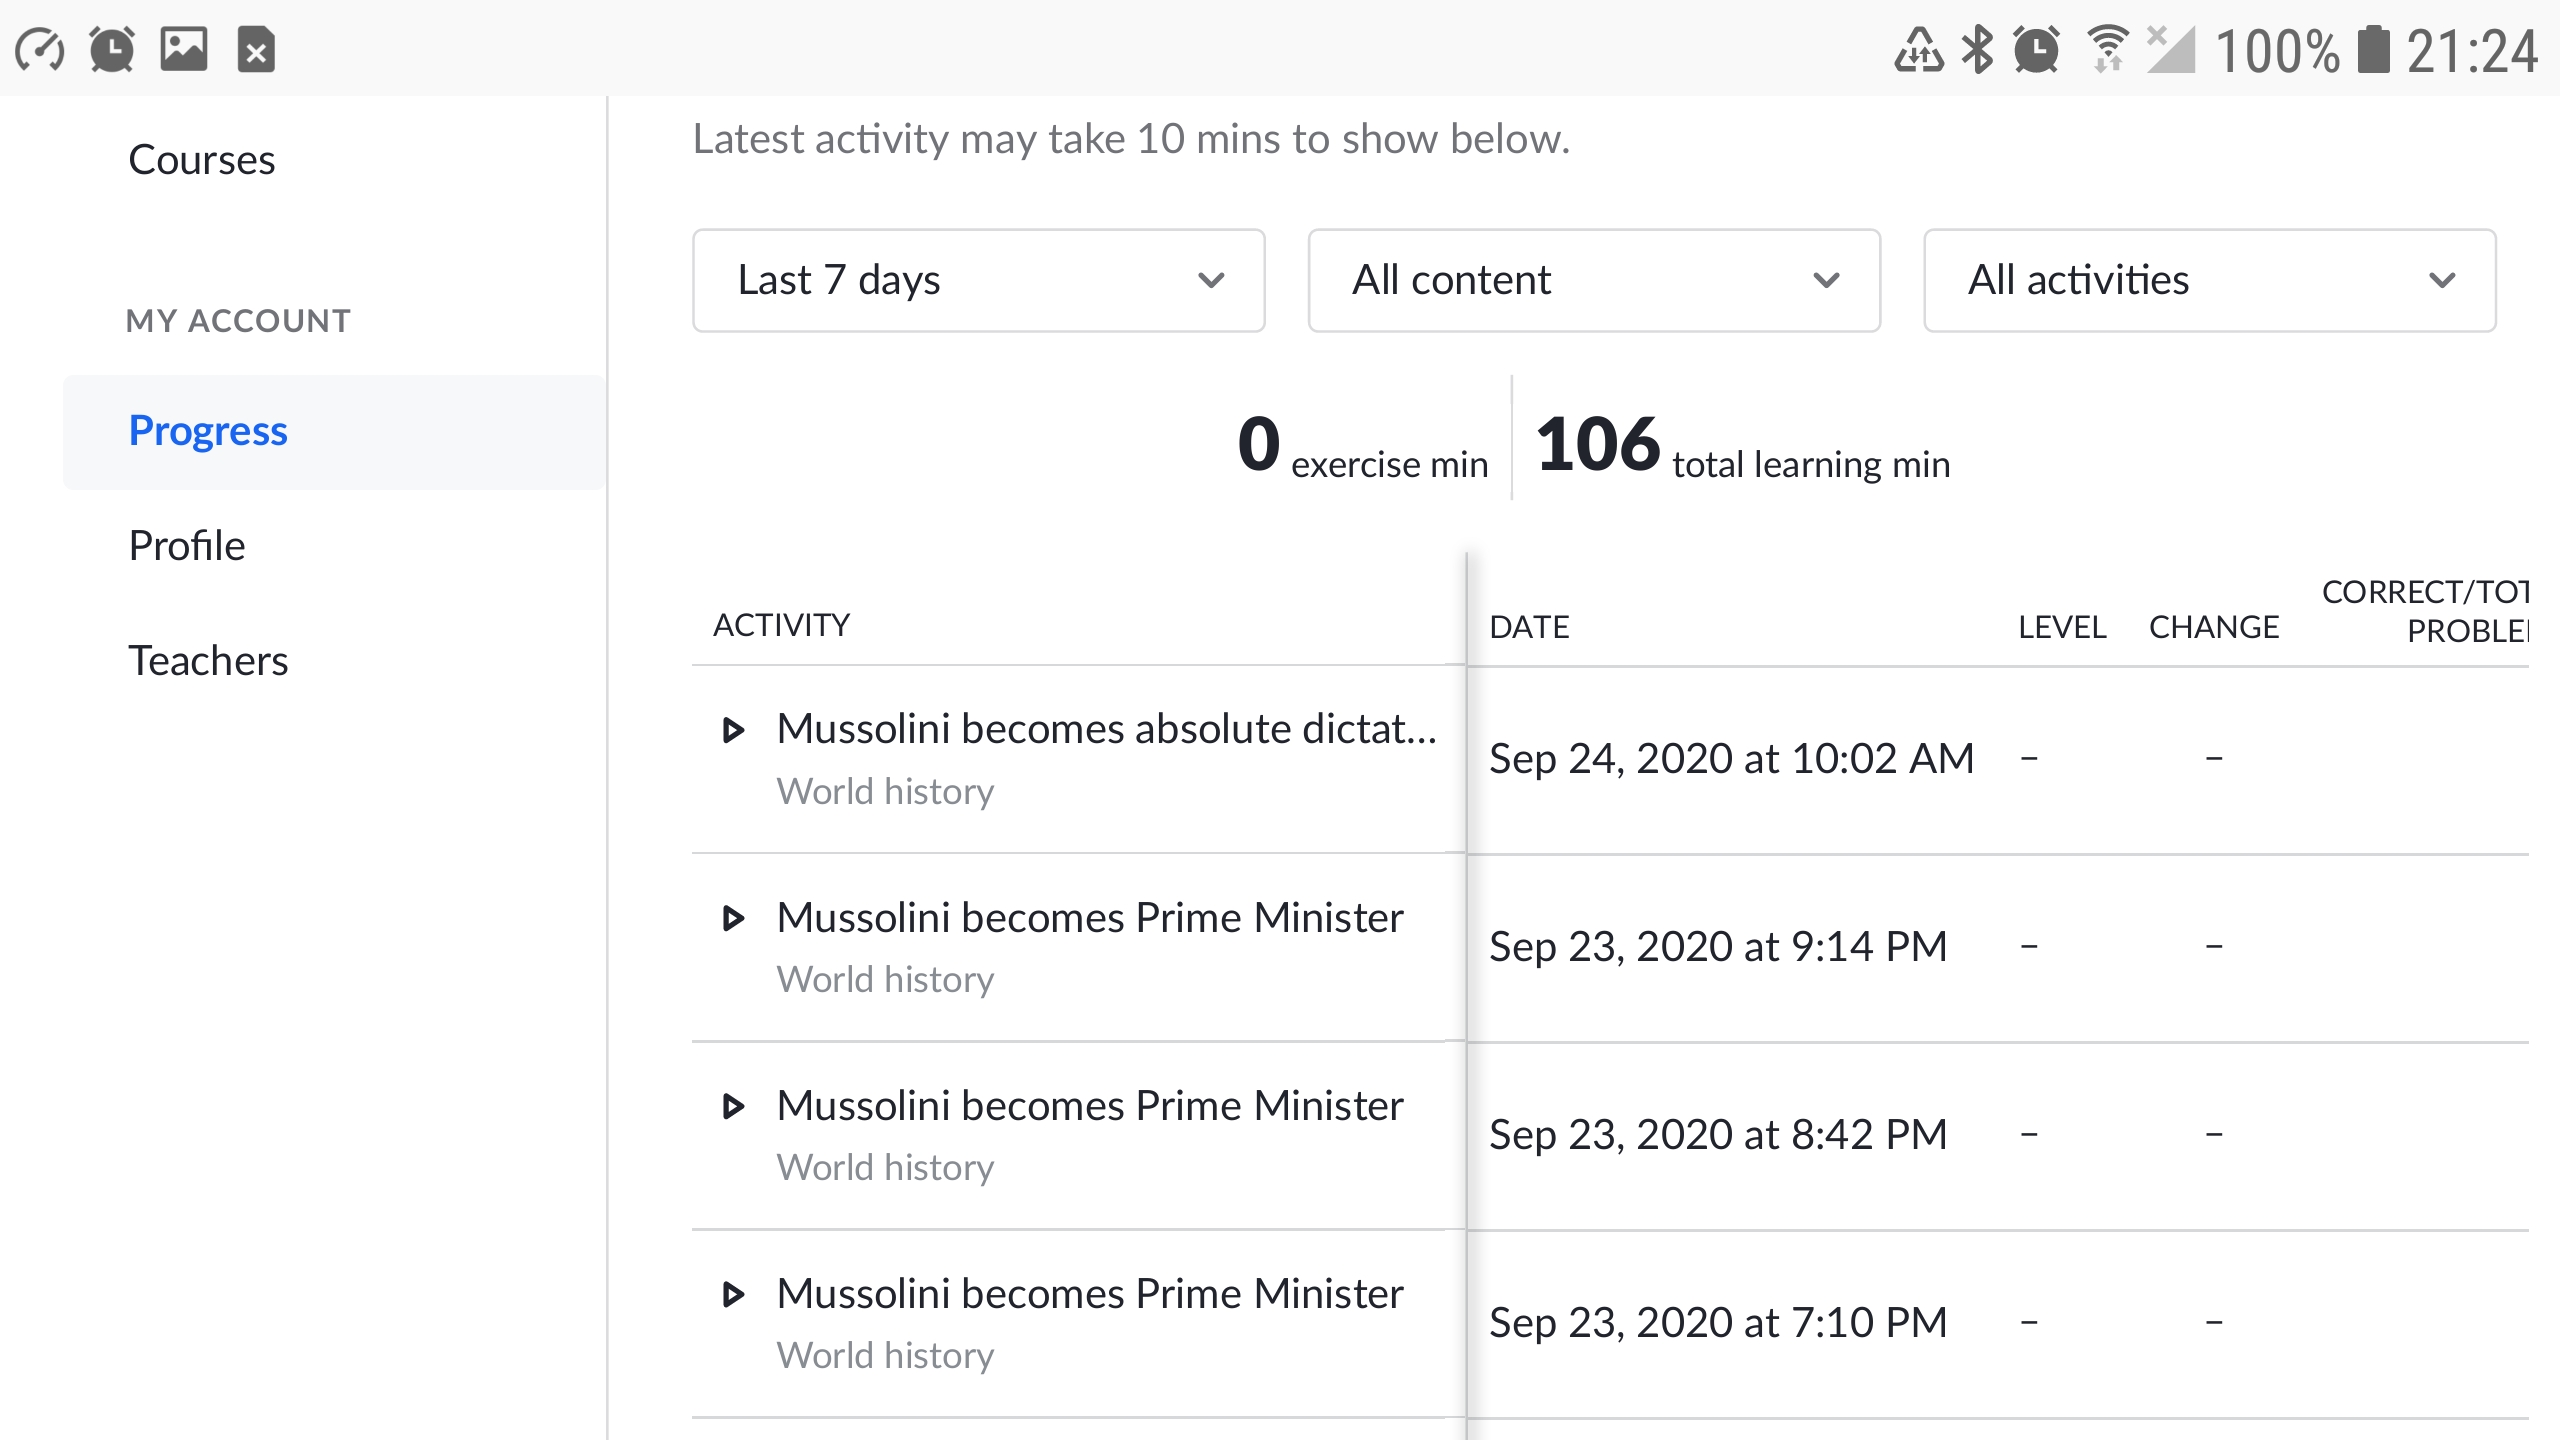 100% 21:24
Courses
MY ACCOUNT
Progress
Profile
Teachers
Latest activity may take 10 mins to show below.
Last 7 days
All content
All activities
0 exercise min
106 total learning min
ACTIVITY DATE LEVEL CHANGE CORRECT/TOT
PROBLE
Mussolini becomes absolute dictat...
World history
Sep 24, 2020 at 10:02 AM – –
Mussolini becomes Prime Minister
World history
Sep 23, 2020 at 9:14 PM – –
Mussolini becomes Prime Minister
World history
Sep 23, 2020 at 8:42 PM – –
Mussolini becomes Prime Minister
World history
Sep 23, 2020 at 7:10 PM – –